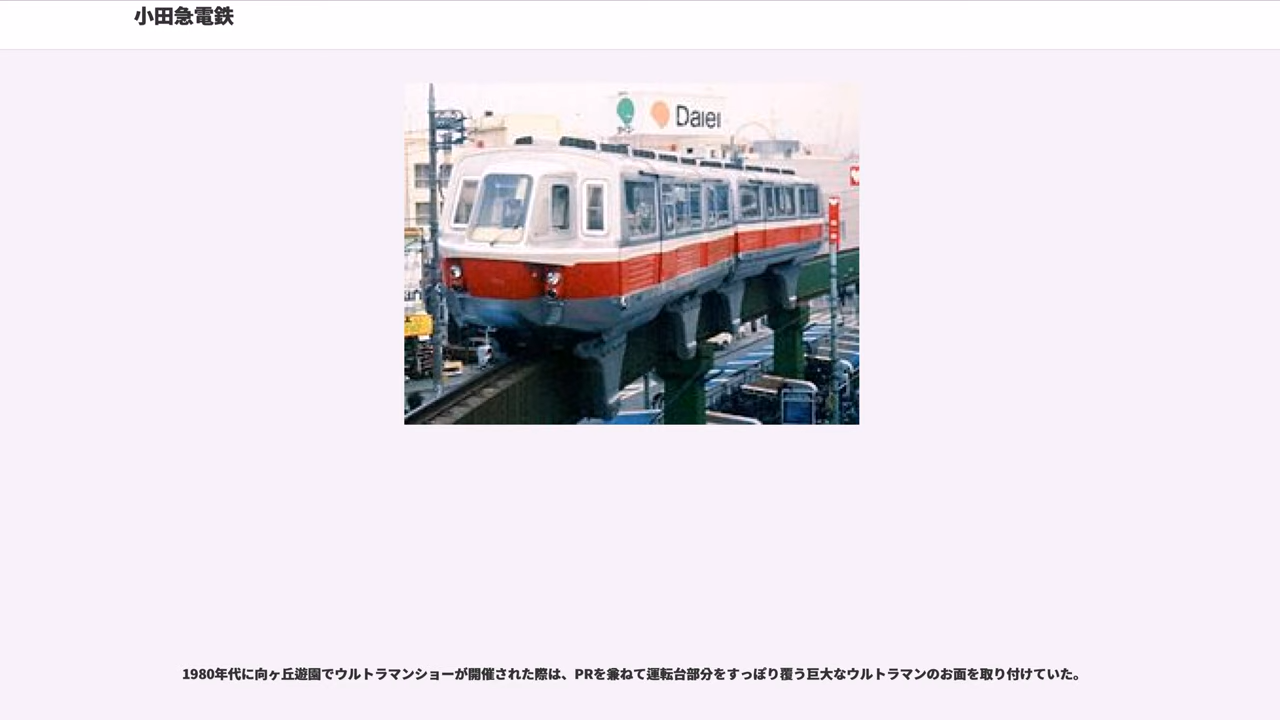 小田急電鉄
Daiei
1980年代に向ヶ丘遊園でウルトラマンショーが開催された際は、PRを兼ねて運転台部分をすっぽり覆う巨大なウルトラマンのお面を取り付けていた。